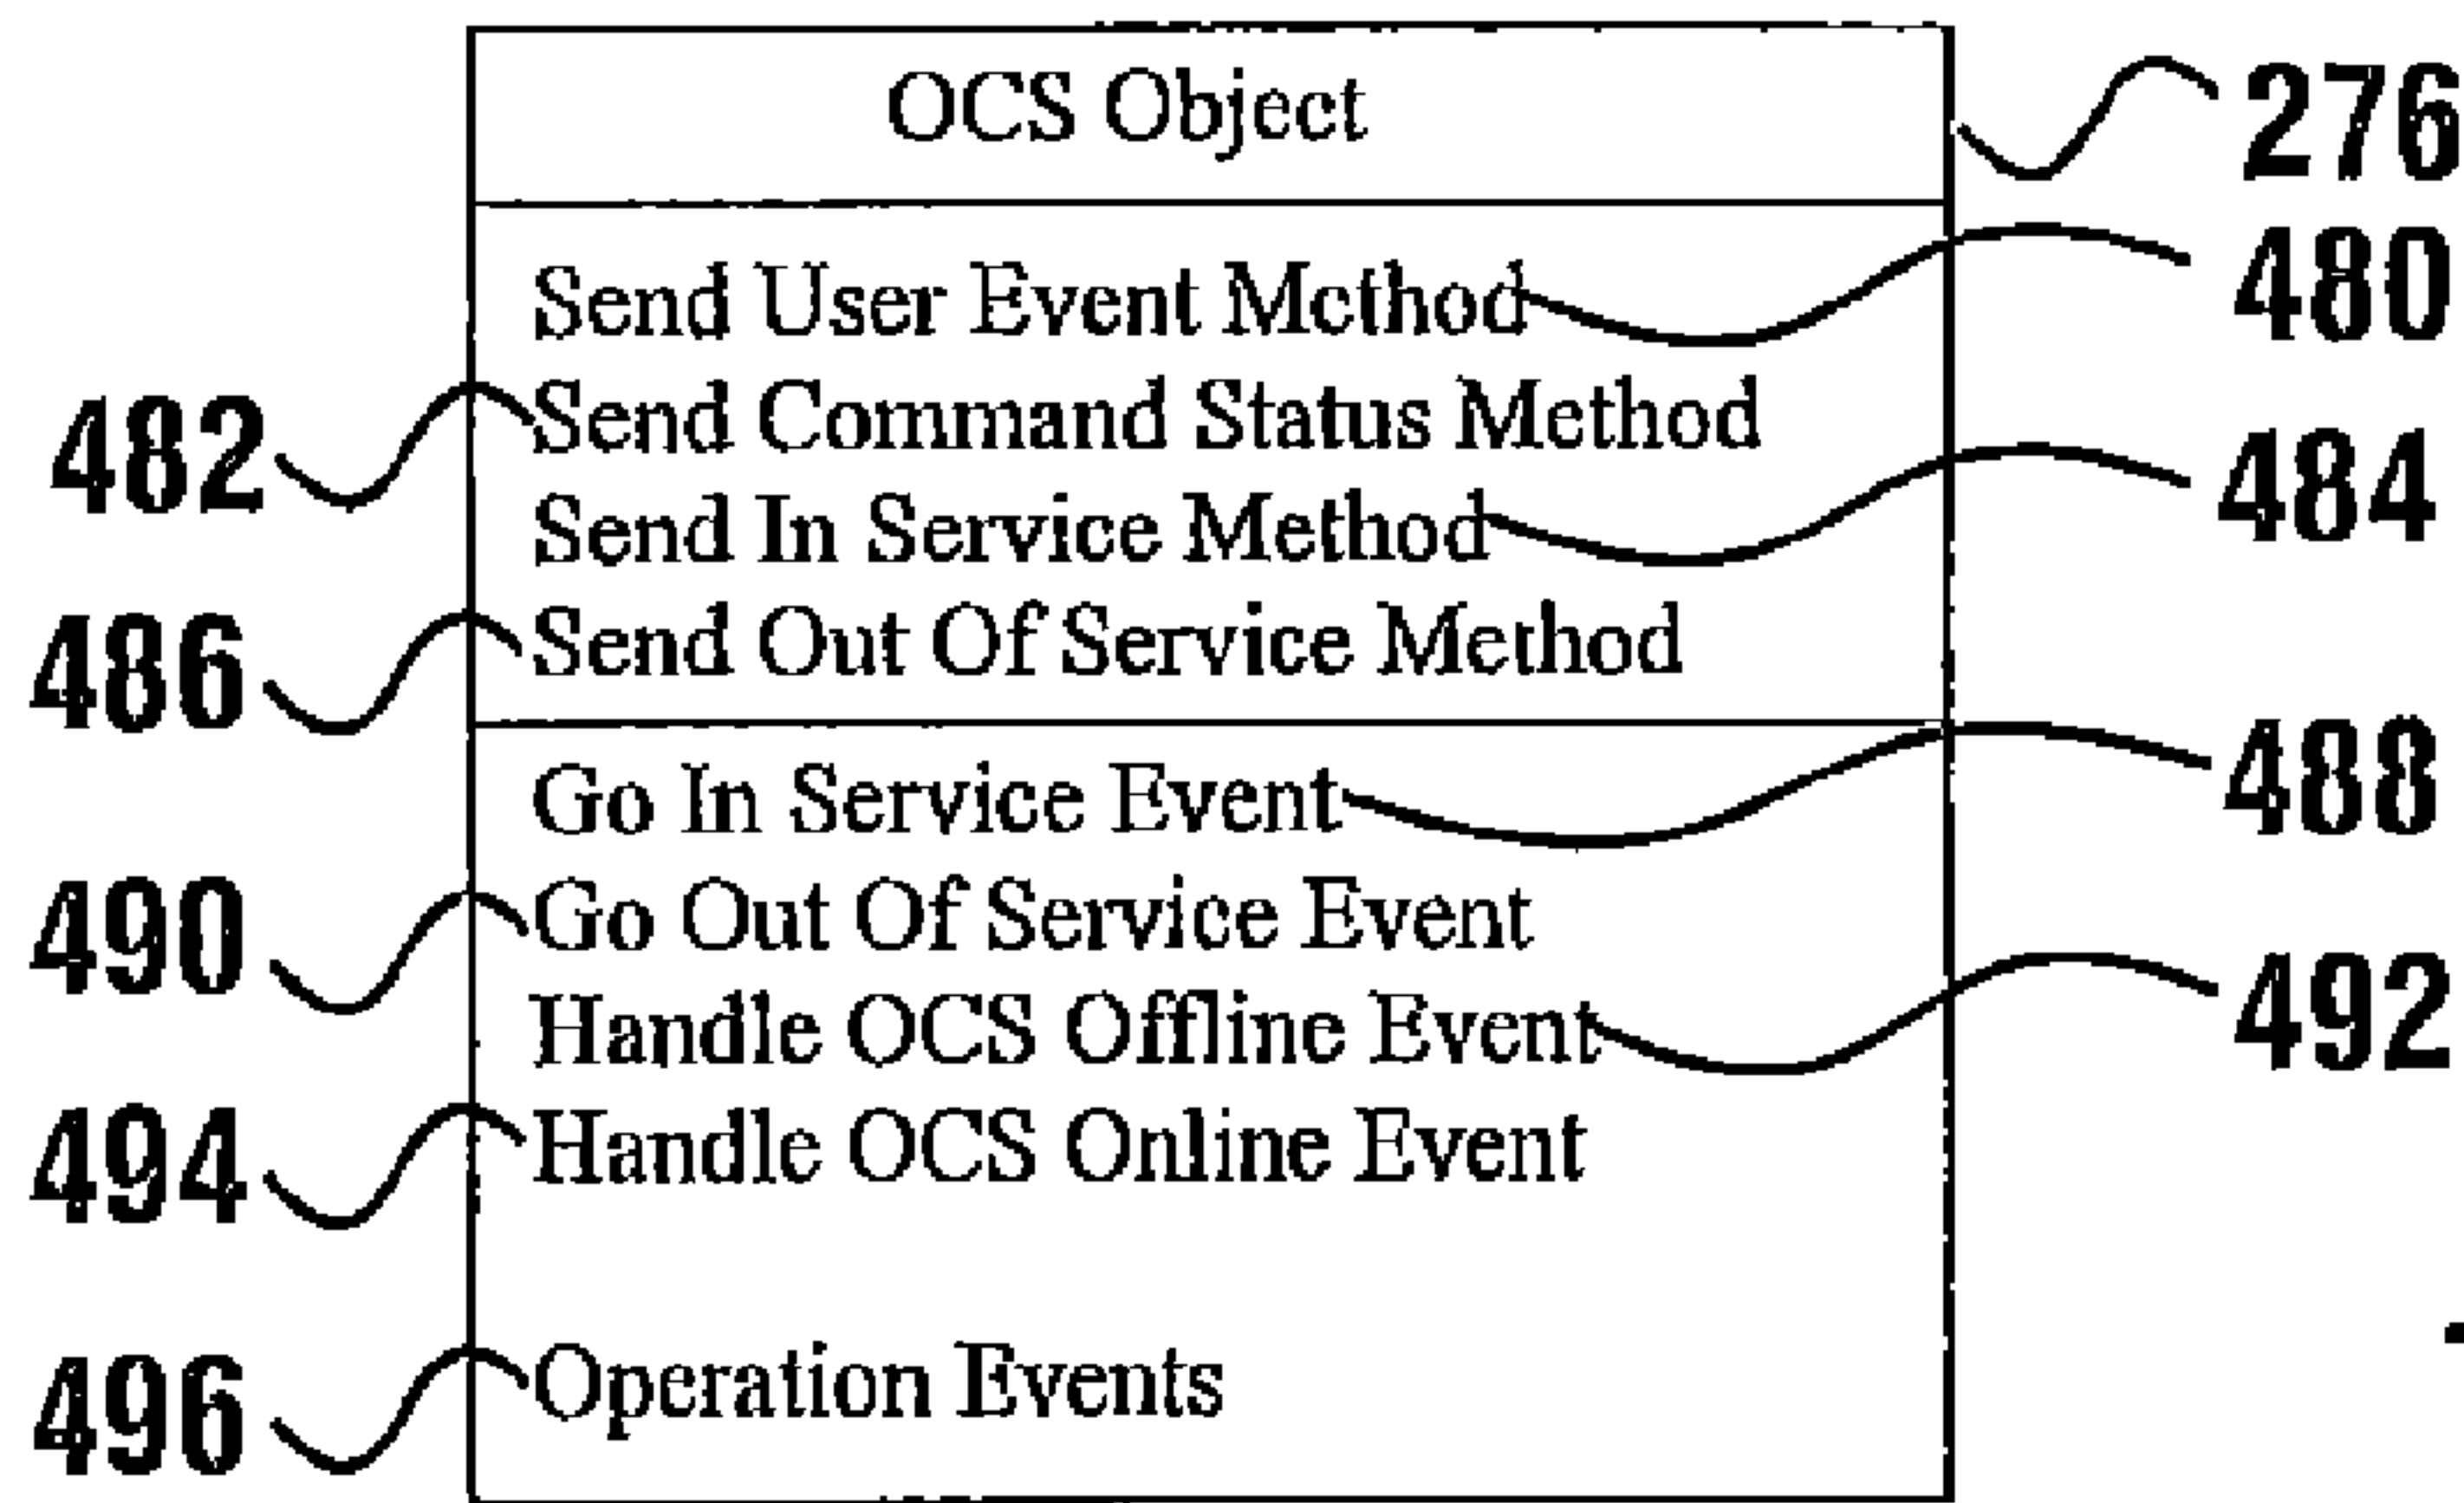 OCS Object 276
Send User Event Method 480
482 Send Command Status Method
Send In Service Method 484
486 Send Out Of Service Method
Go In Service Event 488
490 Go Out Of Service Event
Handle OCS Offline Event 492
494 Handle OCS Online Event
496 Operation Events